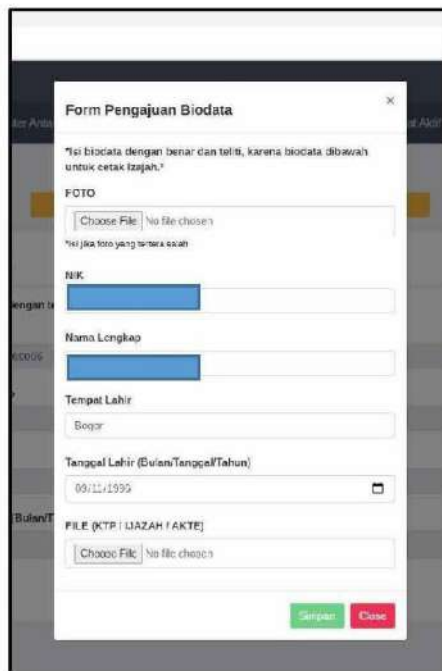 Form Pengajuan Biodata
×
*Isi biodata dengan benar dan teliti, karena biodata dibawah
untuk cetak Izajah.*
FOTO
Choose File No file chosen
*Isi jika foto yang tertera salah
NIK
Nama Lengkap
Tempat Lahir
Bogor
Tanggal Lahir (Bulan/Tanggal/Tahun)
FILE (KTP / IJAZAH / AKTE)
Choose File No file chosen
Simpan Close